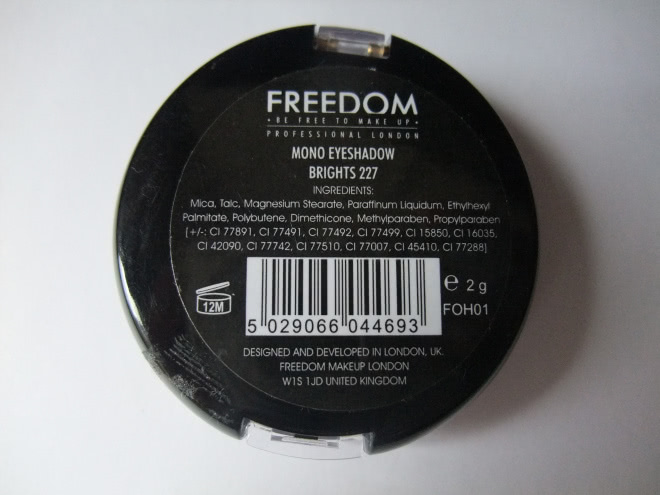 FREEDOM
• BE FREE TO MAKE UP •
PROFESSIONAL LONDON
MONO EYESHADOW
BRIGHTS 227
INGREDIENTS:
Mica, Talc, Magnesium Stearate, Paraffinum Liquidum, Ethylhexyl
Palmitate, Polybutene, Dimethicone, Methylparaben, Propylparaben
[+/-: CI 77891, CI 77491, CI 77492, CI 77499, CI 15850, CI 16035,
CI 42090, CI 77742, CI 77510, CI 77007, CI 45410, CI 77288]
12M
5 029066 044693
e 2 g
FOH01
DESIGNED AND DEVELOPED IN LONDON, UK.
FREEDOM MAKEUP LONDON
W1S 1JD UNITED KINGDOM